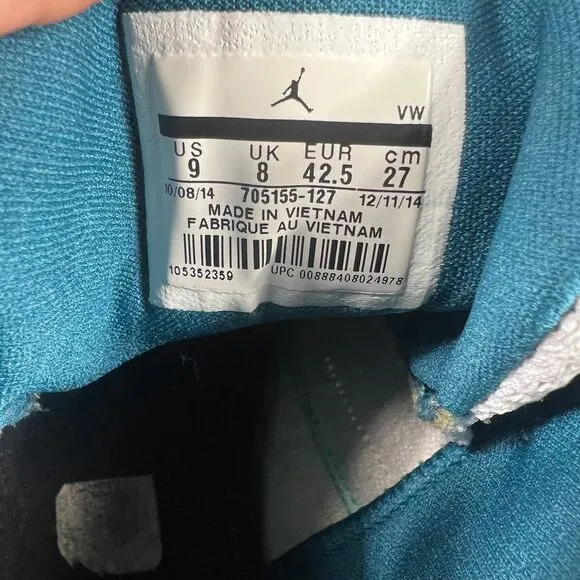 VW
US UK EUR cm
9 8 42.5 27
10/08/14 705155-127 12/11/14
MADE IN VIETNAM
FABRIQUE AU VIETNAM
105352359 UPC 00888408024978